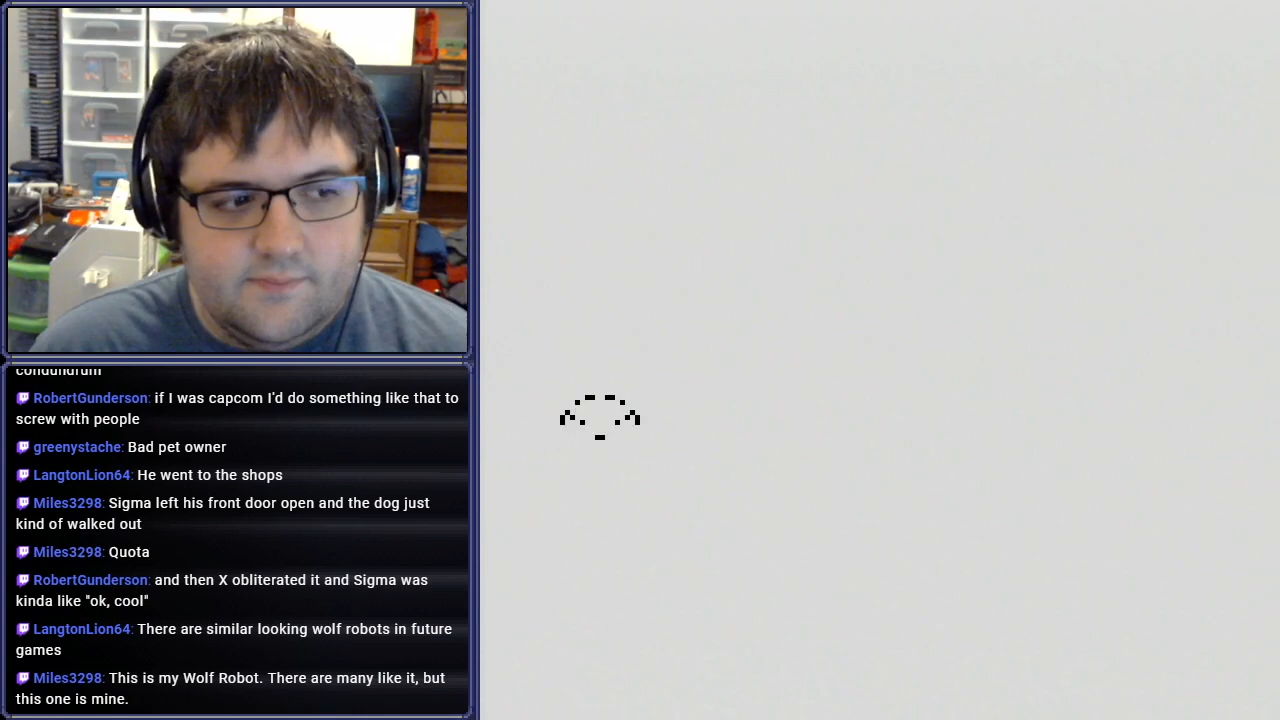 conundrum
RobertGunderson: if I was capcom I'd do something like that to
screw with people
greenystache: Bad pet owner
LangtonLion64: He went to the shops
Miles3298: Sigma left his front door open and the dog just
kind of walked out
Miles3298: Quota
RobertGunderson: and then X obliterated it and Sigma was
kinda like "ok, cool"
LangtonLion64: There are similar looking wolf robots in future
games
Miles3298: This is my Wolf Robot. There are many like it, but
this one is mine.